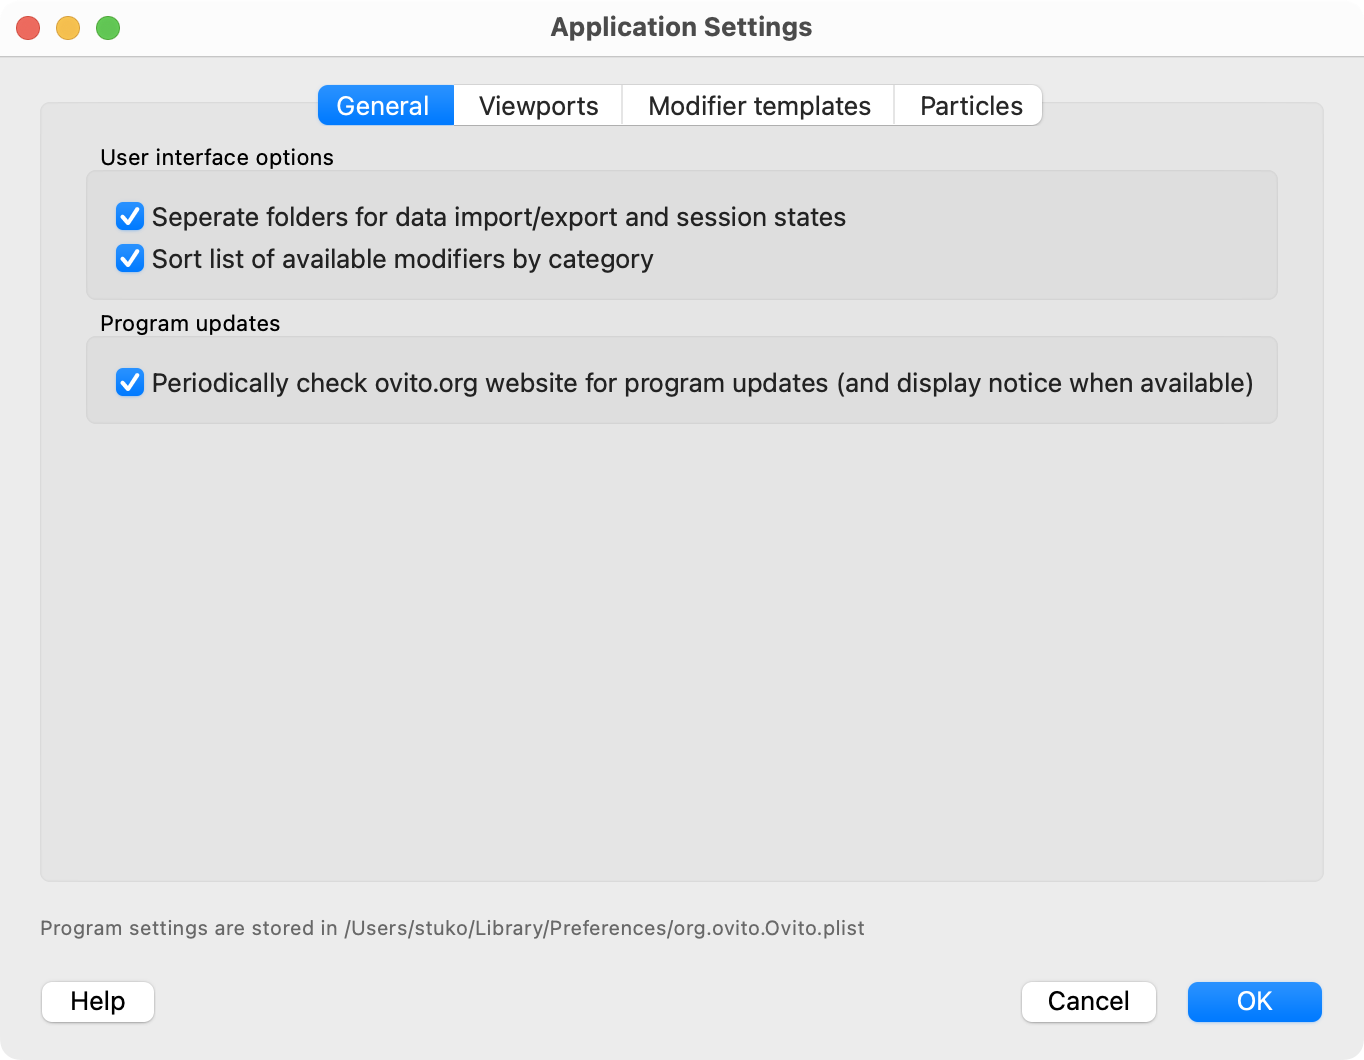 Application Settings
General Viewports Modifier templates Particles
User interface options
Seperate folders for data import/export and session states
Sort list of available modifiers by category
Program updates
Periodically check ovito.org website for program updates (and display notice when available)
Program settings are stored in /Users/stuko/Library/Preferences/org.ovito.Ovito.plist
Help Cancel OK